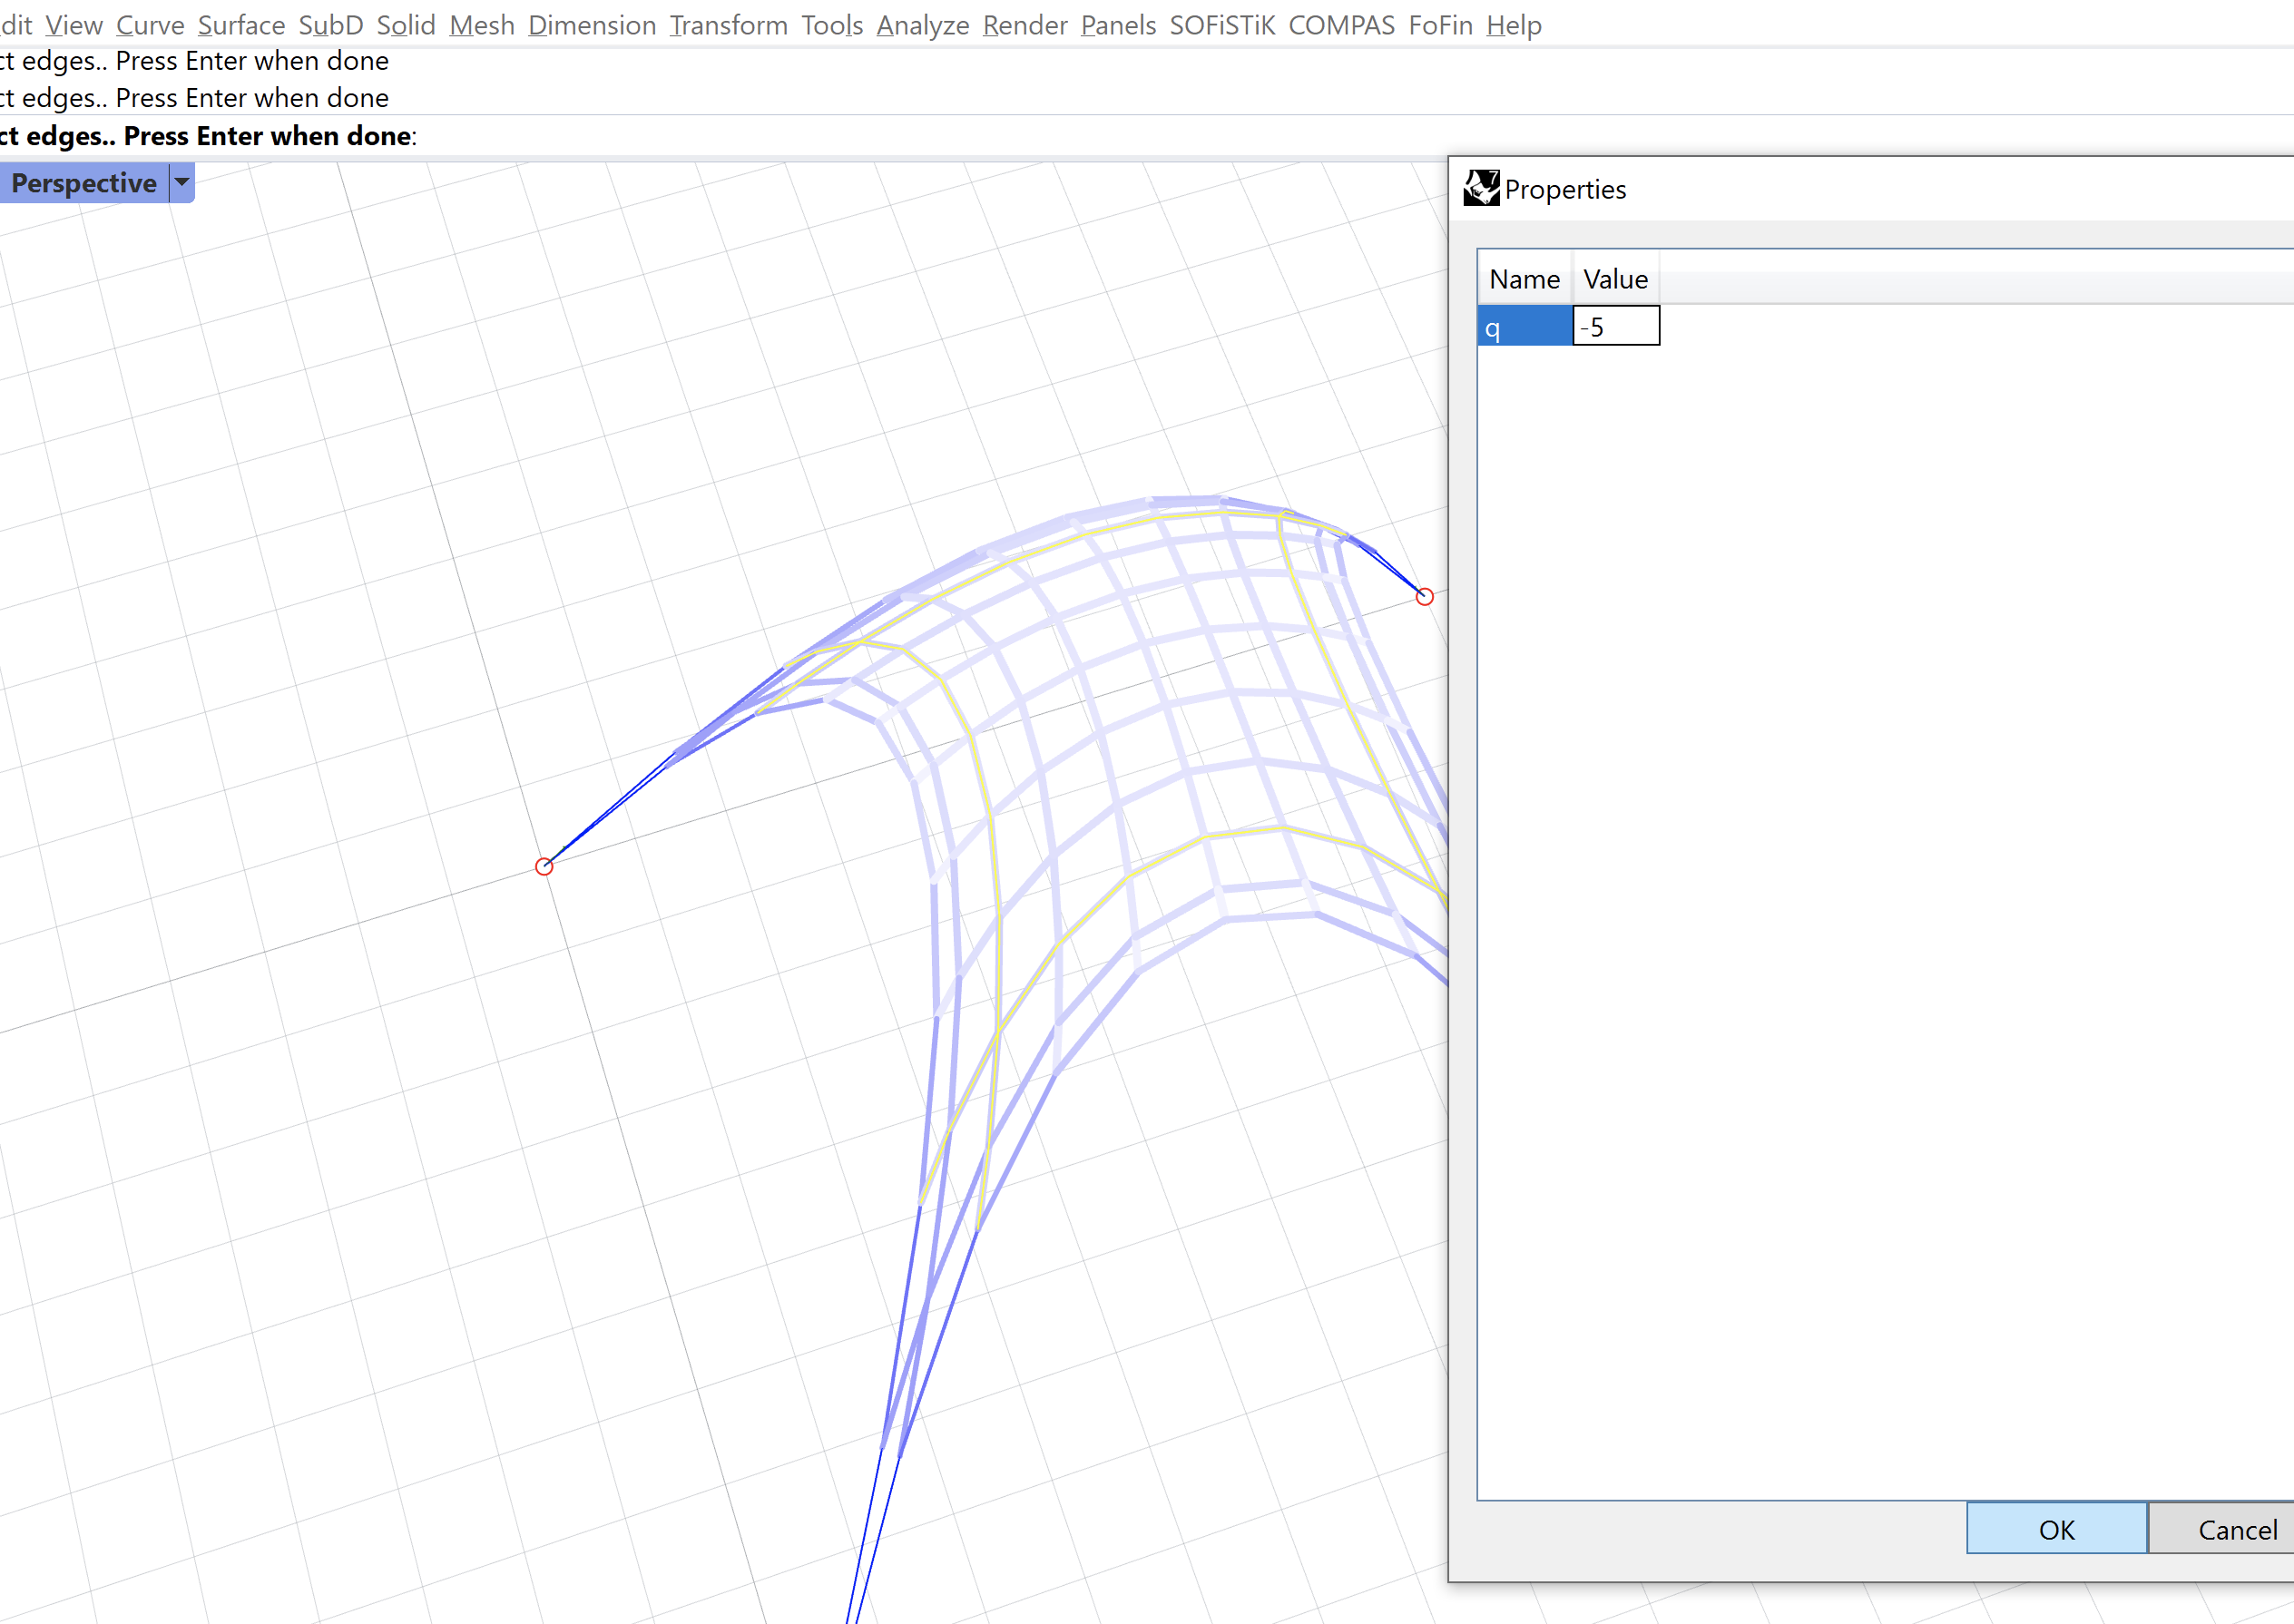 dit View Curve Surface SubD Solid Mesh Dimension Transform Tools Analyze Render Panels SOFiSTiK COMPAS FoFin Help
ct edges.. Press Enter when done
ct edges.. Press Enter when done
ct edges.. Press Enter when done:
Perspective
7 Properties
Name Value
q -5
OK Cancel